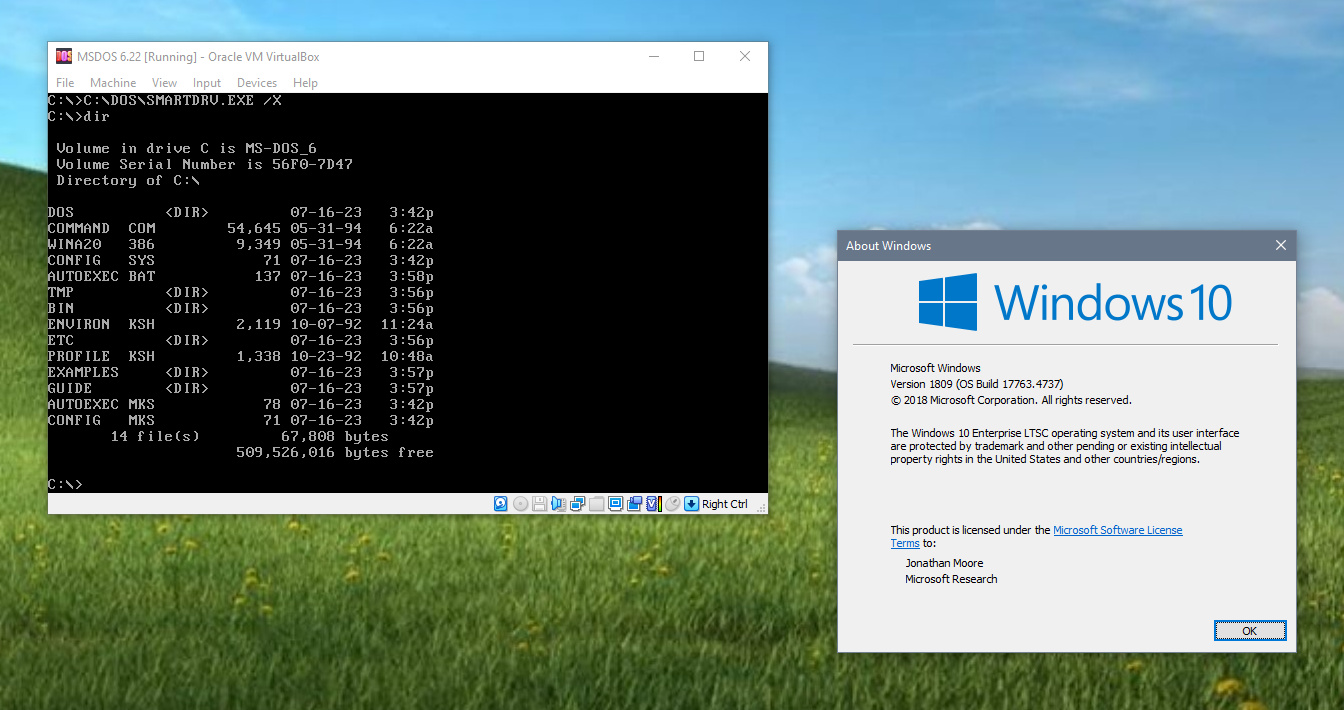 MSDOS 6.22 [Running] - Oracle VM VirtualBox
File Machine View Input Devices Help
C:\>C:\DOS\SMARTDRV.EXE /X
C:\>dir
Volume in drive C is MS-DOS_6
Volume Serial Number is 56F0-7D47
Directory of C:\
DOS <DIR> 07-16-23 3:42p
COMMAND COM 54,645 05-31-94 6:22a
WINA20 386 9,349 05-31-94 6:22a
CONFIG SYS 71 07-16-23 3:42p
AUTOEXEC BAT 137 07-16-23 3:58p
TMP <DIR> 07-16-23 3:56p
BIN <DIR> 07-16-23 3:56p
ENVIRON KSH 2,119 10-07-92 11:24a
ETC <DIR> 07-16-23 3:56p
PROFILE KSH 1,338 10-23-92 10:48a
EXAMPLES <DIR> 07-16-23 3:57p
GUIDE <DIR> 07-16-23 3:57p
AUTOEXEC MKS 78 07-16-23 3:42p
CONFIG MKS 71 07-16-23 3:42p
14 file(s) 67,808 bytes
509,526,016 bytes free
C:\>
Right Ctrl
About Windows
Windows 10
Microsoft Windows
Version 1809 (OS Build 17763.4737)
© 2018 Microsoft Corporation. All rights reserved.
The Windows 10 Enterprise LTSC operating system and its user interface
are protected by trademark and other pending or existing intellectual
property rights in the United States and other countries/regions.
This product is licensed under the Microsoft Software License
Terms to:
Jonathan Moore
Microsoft Research
OK